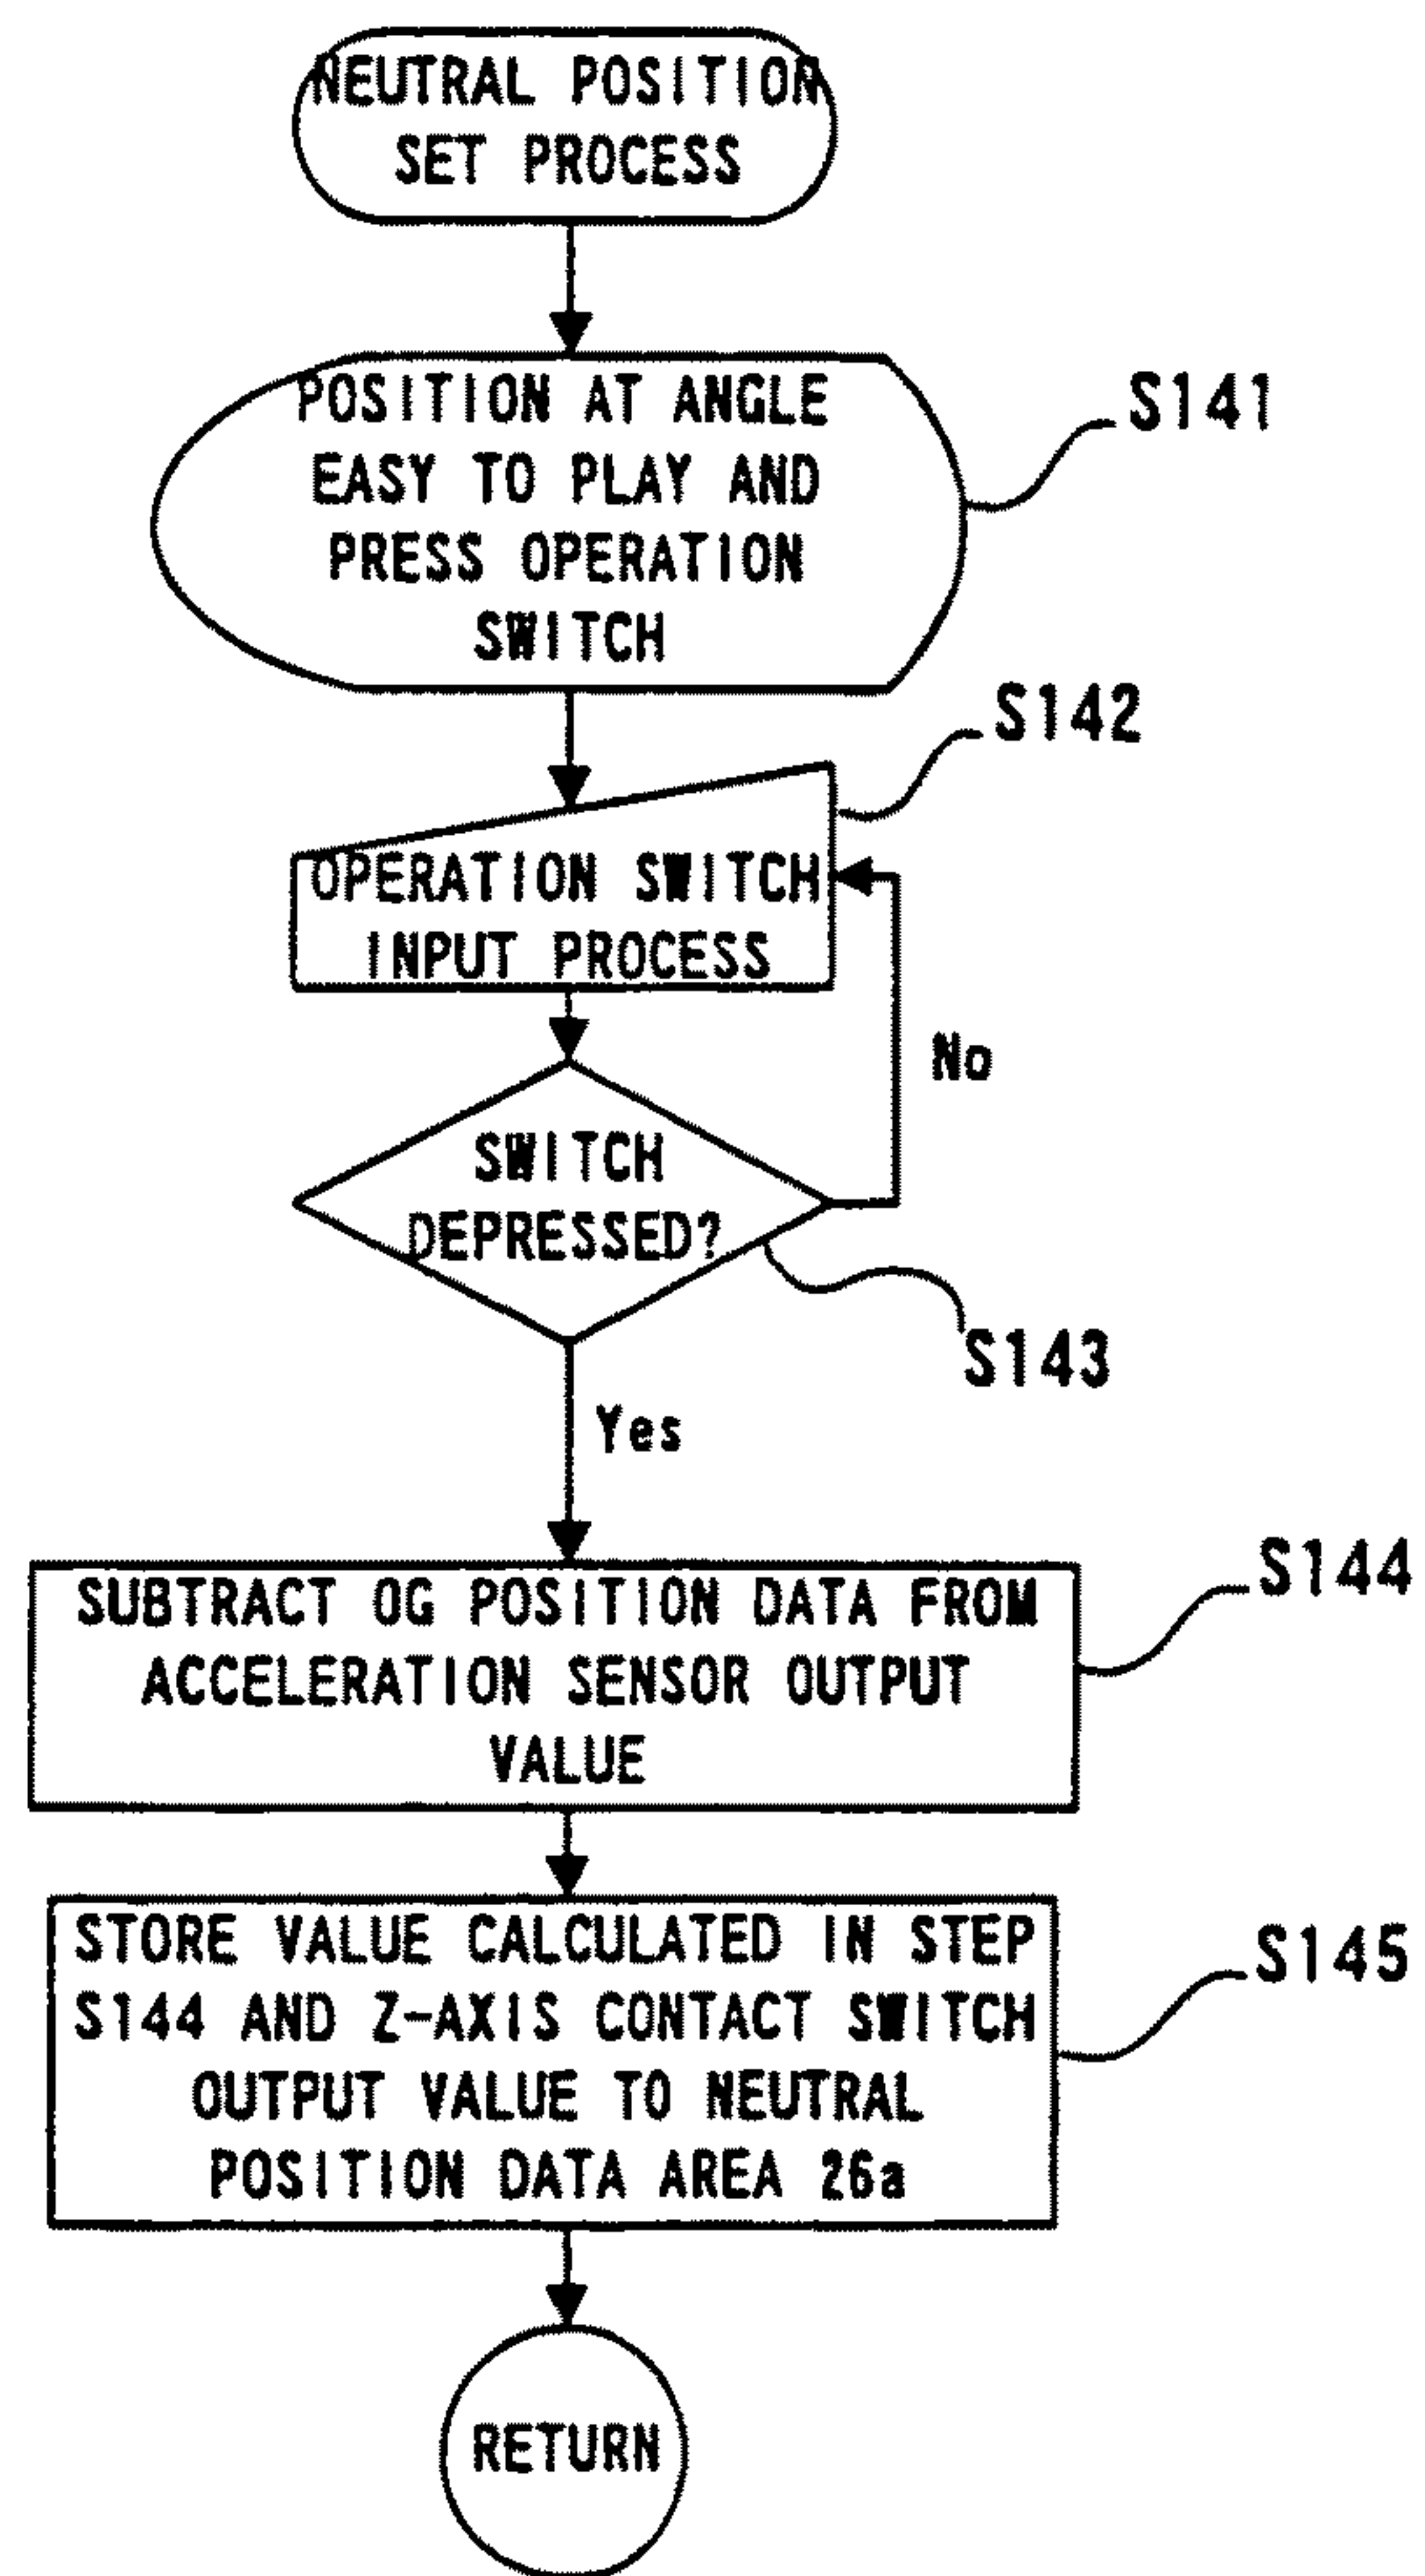 NEUTRAL POSITION
SET PROCESS
POSITION AT ANGLE
EASY TO PLAY AND
PRESS OPERATION
SWITCH
S141
S142
OPERATION SWITCH
INPUT PROCESS
No
SWITCH
DEPRESSED?
S143
Yes
SUBTRACT 0G POSITION DATA FROM
ACCELERATION SENSOR OUTPUT
VALUE
S144
STORE VALUE CALCULATED IN STEP
S144 AND Z-AXIS CONTACT SWITCH
OUTPUT VALUE TO NEUTRAL
POSITION DATA AREA 26a
S145
RETURN